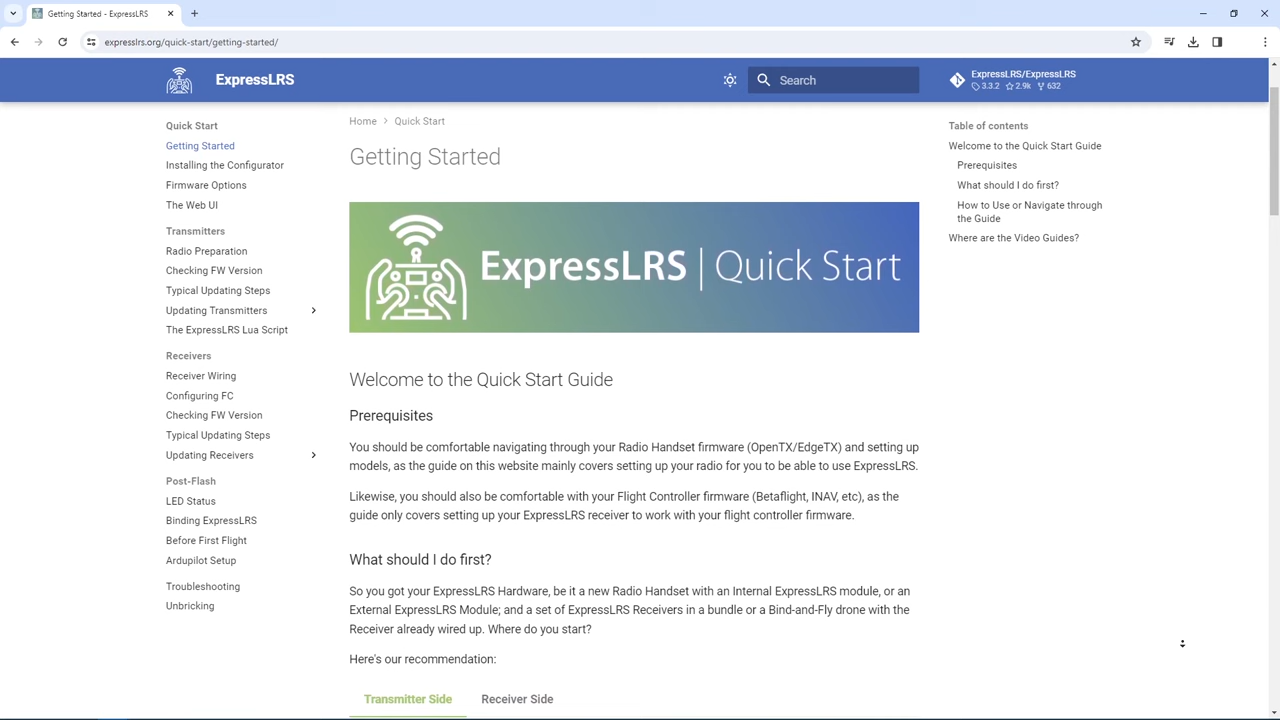 Getting Started - ExpressLRS
expresslrs.org/quick-start/getting-started/
ExpressLRS
Search
ExpressLRS/ExpressLRS
3.3.2 2.9k 632
Quick Start
Getting Started
Installing the Configurator
Firmware Options
The Web UI
Transmitters
Radio Preparation
Checking FW Version
Typical Updating Steps
Updating Transmitters
The ExpressLRS Lua Script
Receivers
Receiver Wiring
Configuring FC
Checking FW Version
Typical Updating Steps
Updating Receivers
Post-Flash
LED Status
Binding ExpressLRS
Before First Flight
Ardupilot Setup
Troubleshooting
Unbricking
Home > Quick Start
Getting Started
ExpressLRS | Quick Start
Welcome to the Quick Start Guide
Prerequisites
You should be comfortable navigating through your Radio Handset firmware (OpenTX/EdgeTX) and setting up
models, as the guide on this website mainly covers setting up your radio for you to be able to use ExpressLRS.
Likewise, you should also be comfortable with your Flight Controller firmware (Betaflight, INAV, etc), as the
guide only covers setting up your ExpressLRS receiver to work with your flight controller firmware.
What should I do first?
So you got your ExpressLRS Hardware, be it a new Radio Handset with an Internal ExpressLRS module, or an
External ExpressLRS Module; and a set of ExpressLRS Receivers in a bundle or a Bind-and-Fly drone with the
Receiver already wired up. Where do you start?
Here's our recommendation:
Transmitter Side Receiver Side
Table of contents
Welcome to the Quick Start Guide
Prerequisites
What should I do first?
How to Use or Navigate through
the Guide
Where are the Video Guides?